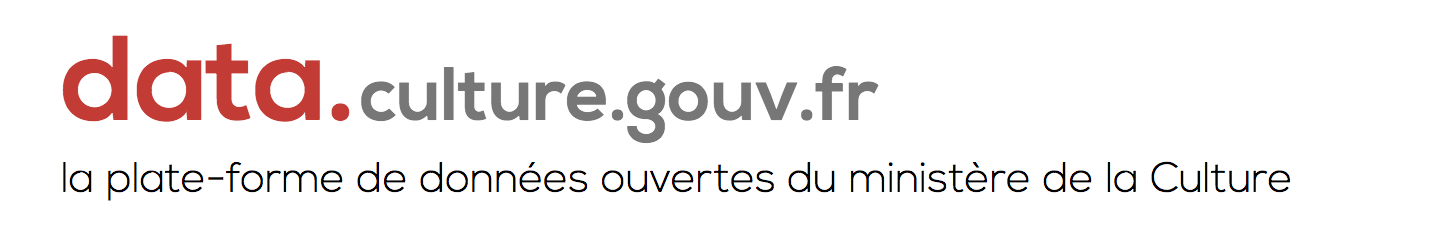 data.culture.gouv.fr
la plate-forme de données ouvertes du ministère de la Culture